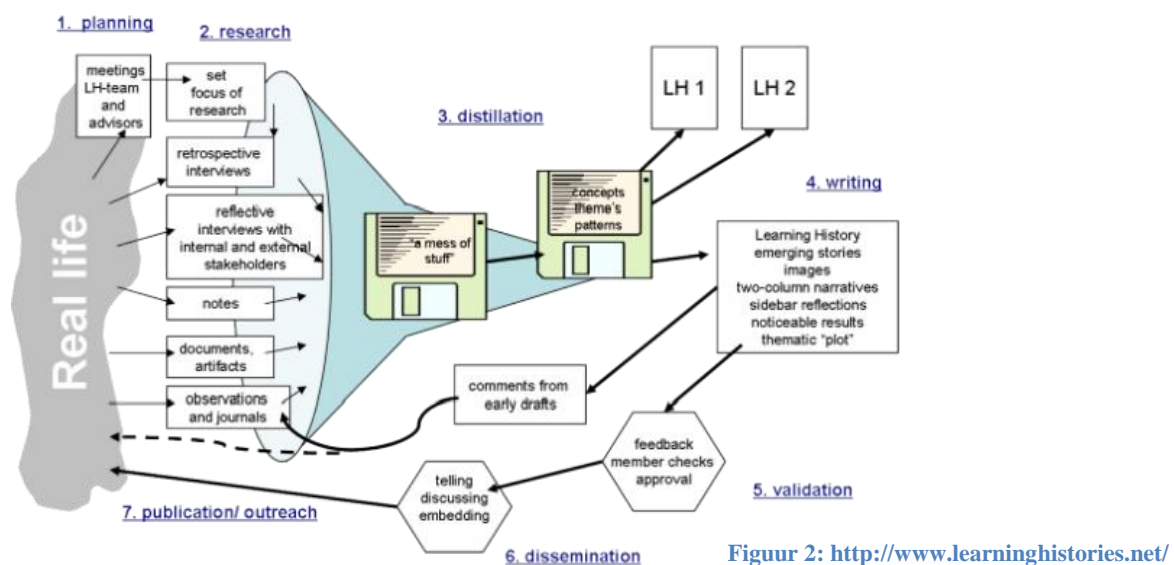 1. planning
meetings
LH-team
and
advisors
2. research
set
focus of
research
retrospective
interviews
reflective
interviews with
internal and external
stakeholders
notes
documents,
artifacts
observations
and journals
Real life
3. distillation
"a mess of
stuff"
concepts
theme's
patterns
LH 1
LH 2
4. writing
Learning History
emerging stories
images
two-column narratives
sidebar reflections
noticeable results
thematic "plot"
comments from
early drafts
feedback
member checks
approval
5. validation
telling
discussing
embedding
6. dissemination
7. publication/ outreach
Figuur 2: http://www.learninghistories.net/